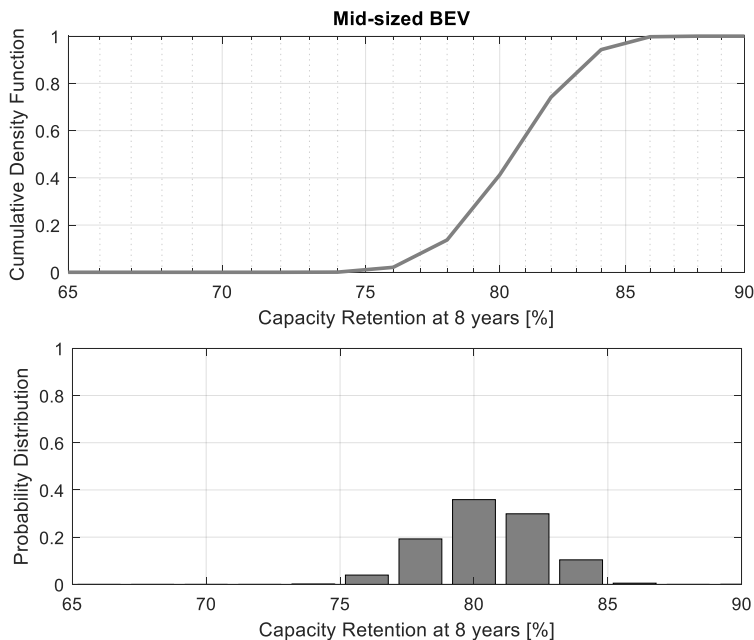 Mid-sized BEV
Cumulative Density Function
1
0.8
0.6
0.4
0.2
0
65 70 75 80 85 90
Capacity Retention at 8 years [%]
Probability Distribution
1
0.8
0.6
0.4
0.2
0
65 70 75 80 85 90
Capacity Retention at 8 years [%]